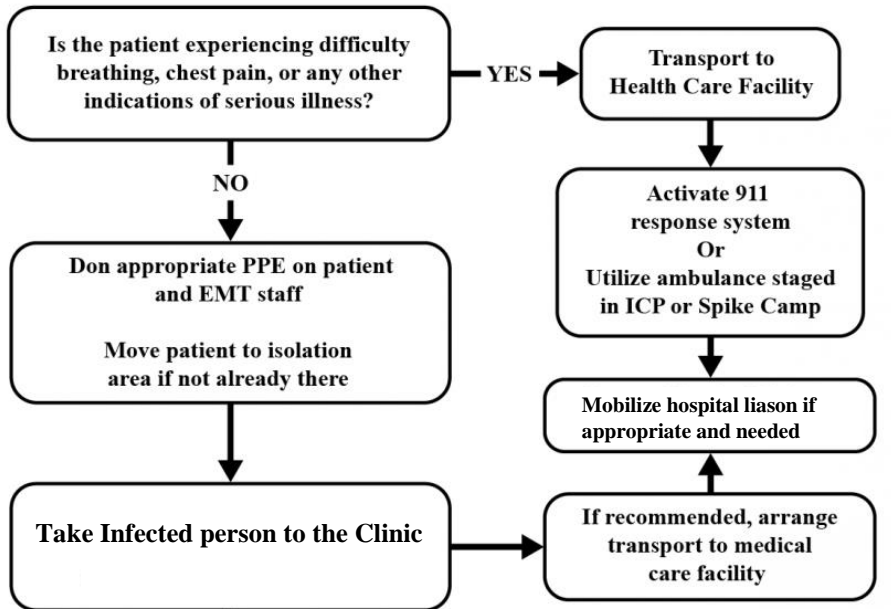 Is the patient experiencing difficulty
breathing, chest pain, or any other
indications of serious illness?
YES
Transport to
Health Care Facility
NO
Activate 911
response system
Or
Utilize ambulance staged
in ICP or Spike Camp
Don appropriate PPE on patient
and EMT staff
Move patient to isolation
area if not already there
Mobilize hospital liason if
appropriate and needed
Take Infected person to the Clinic
If recommended, arrange
transport to medical
care facility